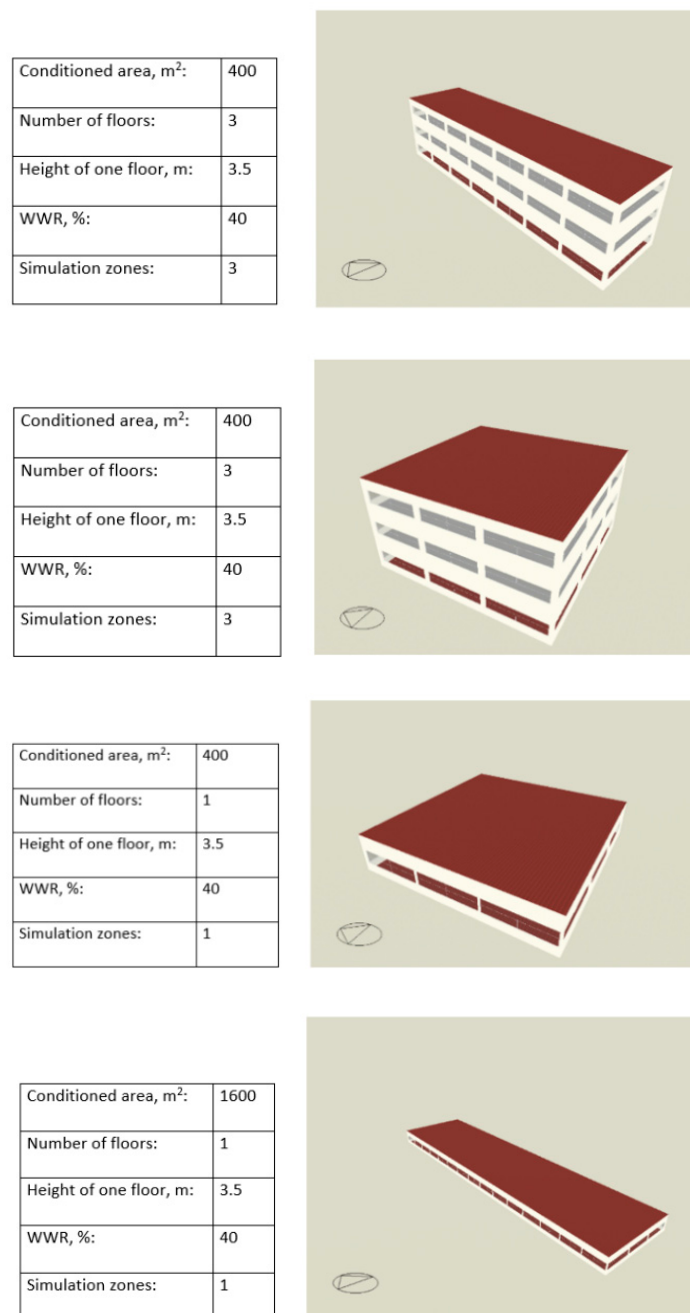 Conditioned area, m²: 400
Number of floors: 3
Height of one floor, m: 3.5
WWR, %: 40
Simulation zones: 3
Conditioned area, m²: 400
Number of floors: 3
Height of one floor, m: 3.5
WWR, %: 40
Simulation zones: 3
Conditioned area, m²: 400
Number of floors: 1
Height of one floor, m: 3.5
WWR, %: 40
Simulation zones: 1
Conditioned area, m²: 1600
Number of floors: 1
Height of one floor, m: 3.5
WWR, %: 40
Simulation zones: 1